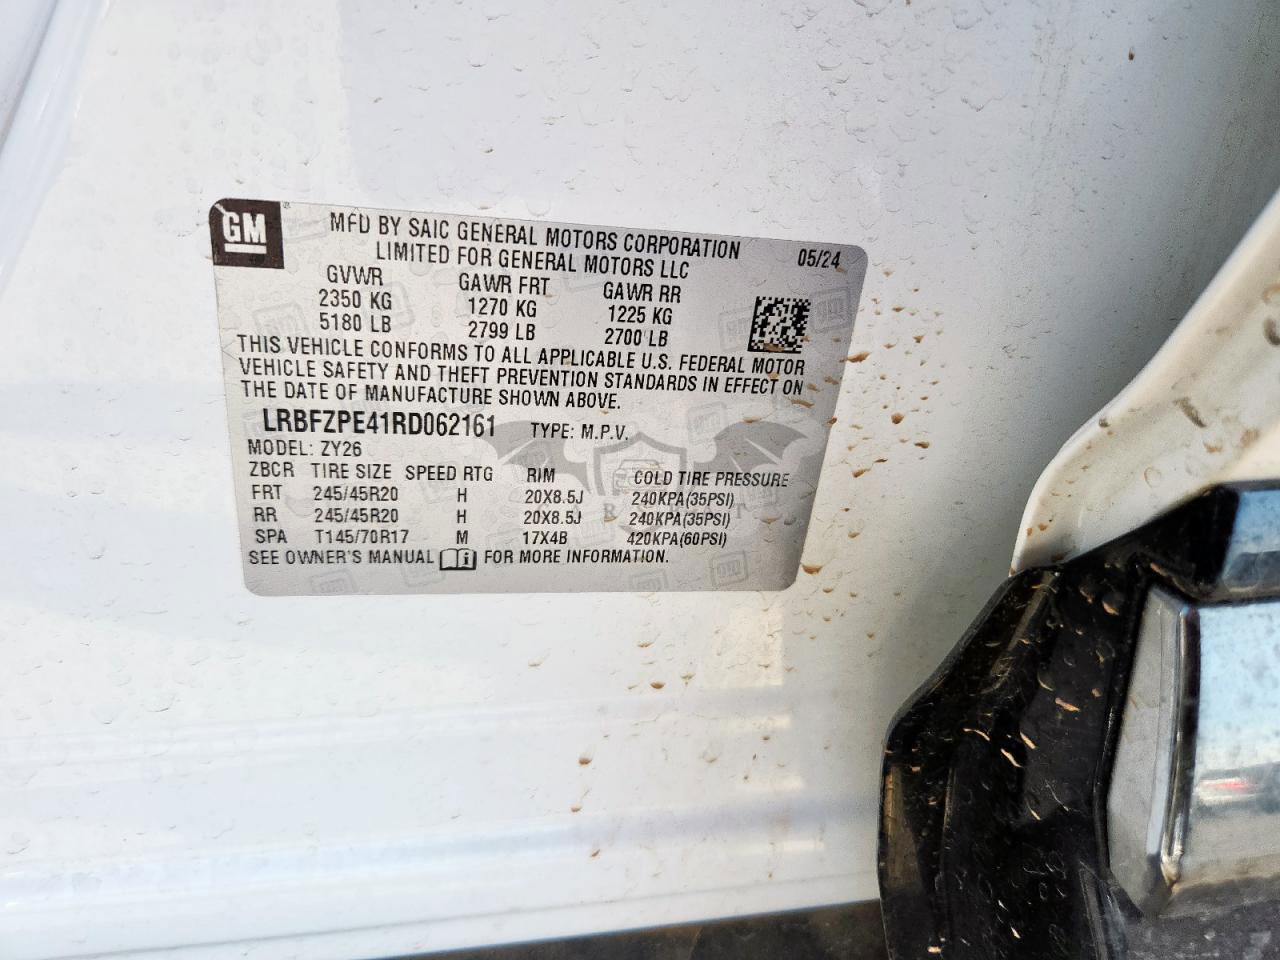 GM
MFD BY SAIC GENERAL MOTORS CORPORATION 05/24
LIMITED FOR GENERAL MOTORS LLC
GVWR GAWR FRT GAWR RR
2350 KG 1270 KG 1225 KG
5180 LB 2799 LB 2700 LB
THIS VEHICLE CONFORMS TO ALL APPLICABLE U.S. FEDERAL MOTOR
VEHICLE SAFETY AND THEFT PREVENTION STANDARDS IN EFFECT ON
THE DATE OF MANUFACTURE SHOWN ABOVE.
LRBFZPE41RD062161 TYPE: M.P.V.
MODEL: ZY26
ZBCR TIRE SIZE SPEED RTG RIM COLD TIRE PRESSURE
FRT 245/45R20 H 20X8.5J 240KPA(35PSI)
RR 245/45R20 H 20X8.5J 240KPA(35PSI)
SPA T145/70R17 M 17X4B 420KPA(60PSI)
SEE OWNER'S MANUAL FOR MORE INFORMATION.